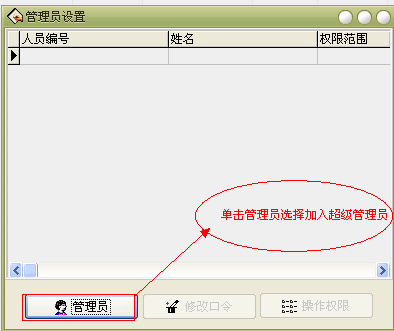 管理员设置
人员编号 姓名 权限范围
单击管理员选择加入超级管理员
管理员 修改口令 操作权限